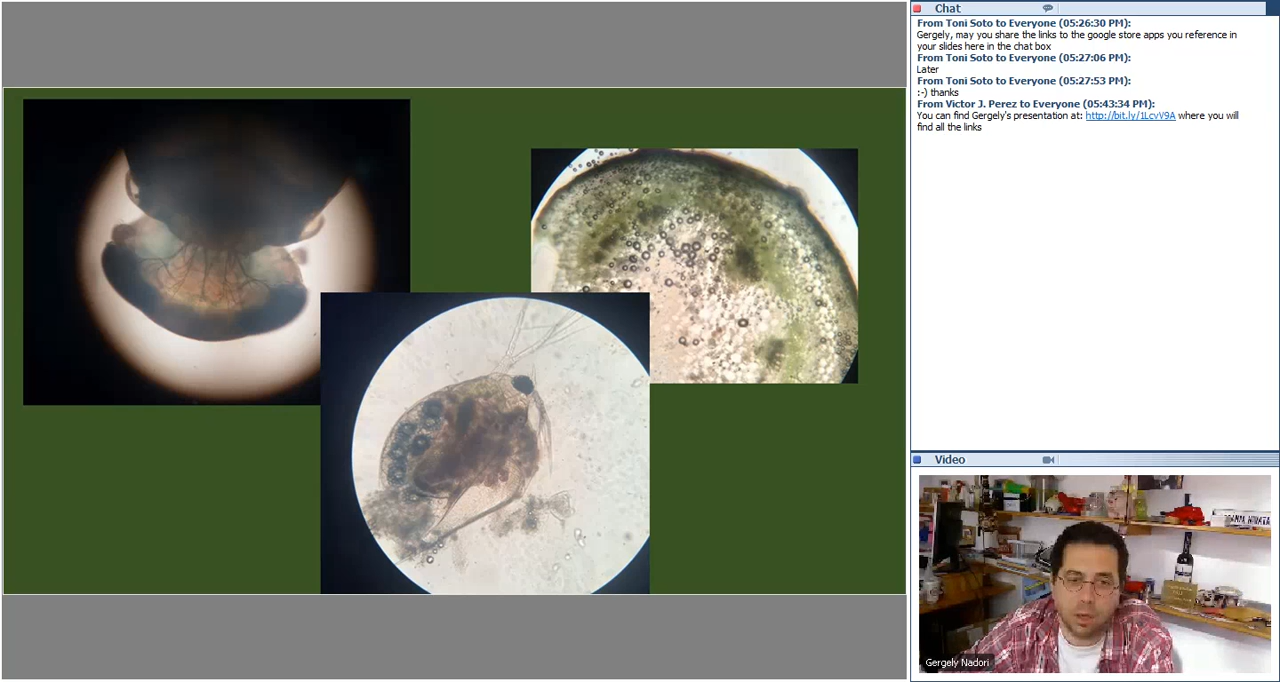 Chat
From Toni Soto to Everyone (05:26:30 PM):
Gergely, may you share the links to the google store apps you reference in
your slides here in the chat box
From Toni Soto to Everyone (05:27:06 PM):
Later
From Toni Soto to Everyone (05:27:53 PM):
:-) thanks
From Victor J. Perez to Everyone (05:43:34 PM):
You can find Gergely's presentation at: http://bit.ly/1LcvV9A where you will
find all the links
Video
Gergely Nadori